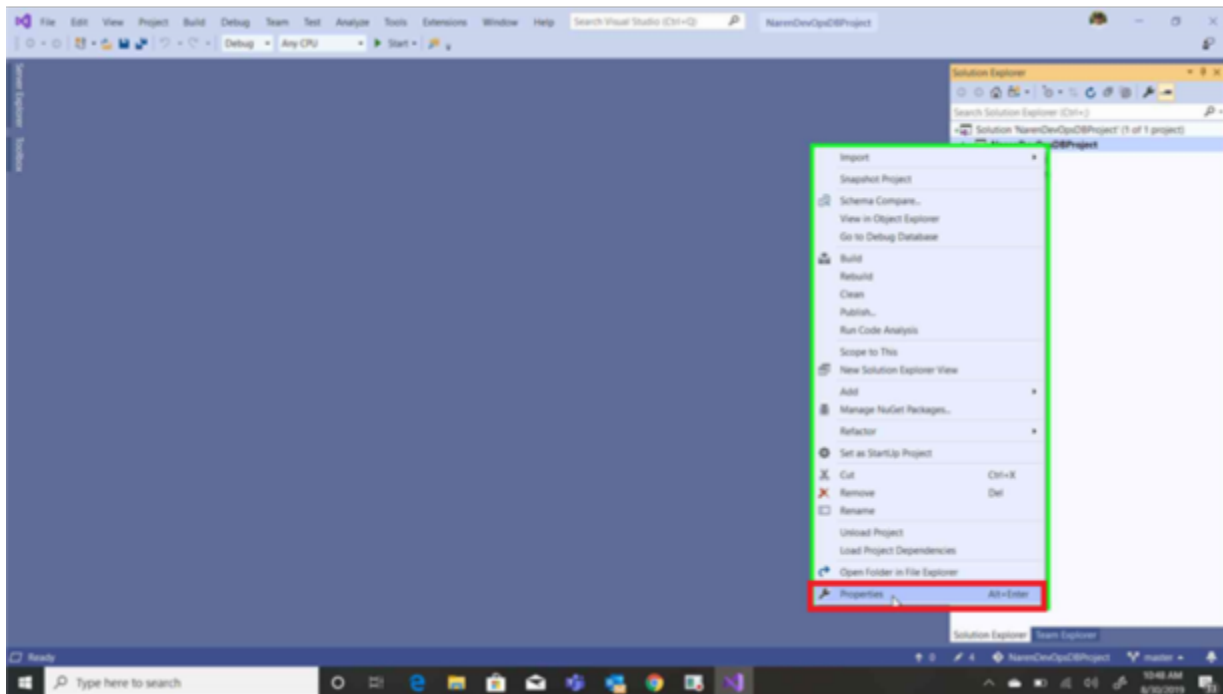 File Edit View Project Build Debug Team Test Analyze Tools Extensions Window Help Search Visual Studio (Ctrl+Q) NarenDevOpsDBProject
Debug Any CPU Start
Server Explorer
Toolbox
Solution Explorer
Search Solution Explorer (Ctrl+;)
Solution 'NarenDevOpsDBProject' (1 of 1 project)
Import
Snapshot Project
Schema Compare...
View in Object Explorer
Go to Debug Database
Build
Rebuild
Clean
Publish...
Run Code Analysis
Scope to This
New Solution Explorer View
Add
Manage NuGet Packages...
Refactor
Set as StartUp Project
Cut Ctrl+X
Remove Del
Rename
Unload Project
Load Project Dependencies
Open Folder in File Explorer
Properties Alt+Enter
Solution Explorer Team Explorer
Ready 0 4 NarenDevOpsDBProject master
Type here to search 10:48 AM